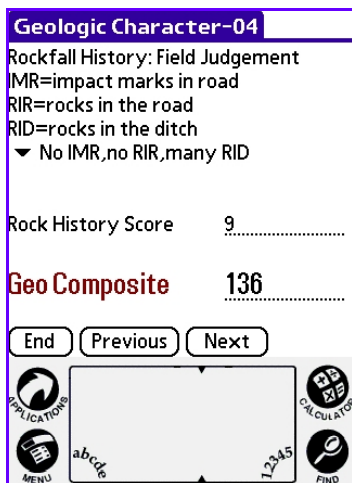 Geologic Character-04
Rockfall History: Field Judgement
IMR=impact marks in road
RIR=rocks in the road
RID=rocks in the ditch
No IMR,no RIR,many RID
Rock History Score 9
Geo Composite 136
End Previous Next
APPLICATIONS CALCULATOR
abcde 12345
MENU FIND